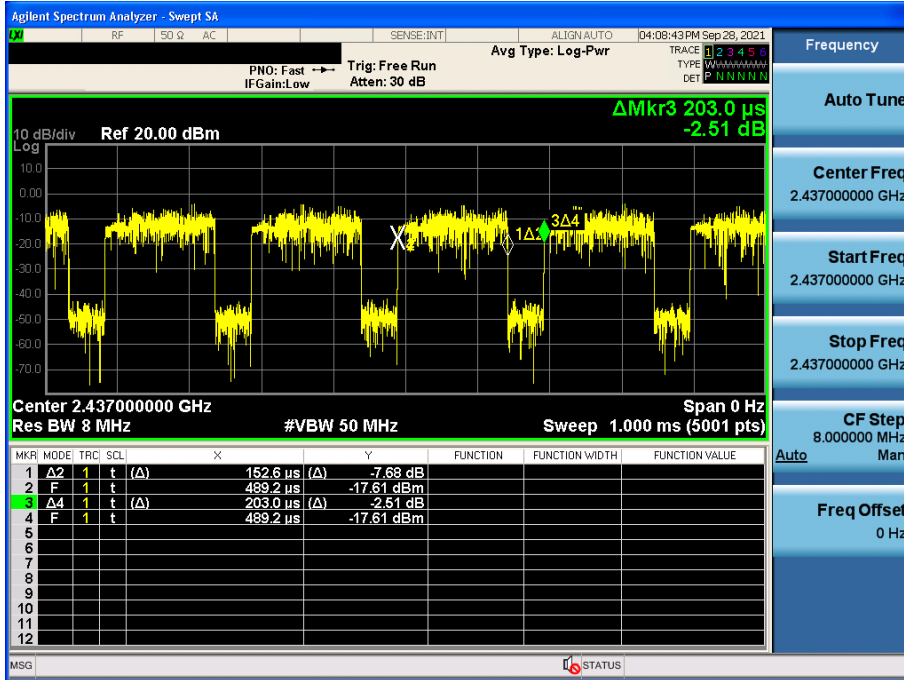 Agilent Spectrum Analyzer - Swept SA
LXI RF 50 Ω AC SENSE:INT ALIGN AUTO 04:08:43 PM Sep 28, 2021
Avg Type: Log-Pwr TRACE 1 2 3 4 5 6
PNO: Fast Trig: Free Run TYPE WWWWWW
IFGain:Low Atten: 30 dB DET P N N N N N
ΔMkr3 203.0 µs
-2.51 dB
10 dB/div Ref 20.00 dBm
Log
10.0
0.00
-10.0
-20.0
-30.0
-40.0
-50.0
-60.0
-70.0
1Δ2
3Δ4
Center 2.437000000 GHz Span 0 Hz
Res BW 8 MHz #VBW 50 MHz Sweep 1.000 ms (5001 pts)
MKR MODE TRC SCL X Y FUNCTION FUNCTION WIDTH FUNCTION VALUE
1 Δ2 1 t (Δ) 152.6 µs (Δ) -7.68 dB
2 F 1 t 489.2 µs -17.61 dBm
3 Δ4 1 t (Δ) 203.0 µs (Δ) -2.51 dB
4 F 1 t 489.2 µs -17.61 dBm
5
6
7
8
9
10
11
12
MSG STATUS
Frequency
Auto Tune
Center Freq
2.437000000 GHz
Start Freq
2.437000000 GHz
Stop Freq
2.437000000 GHz
CF Step
8.000000 MHz
Auto Man
Freq Offset
0 Hz